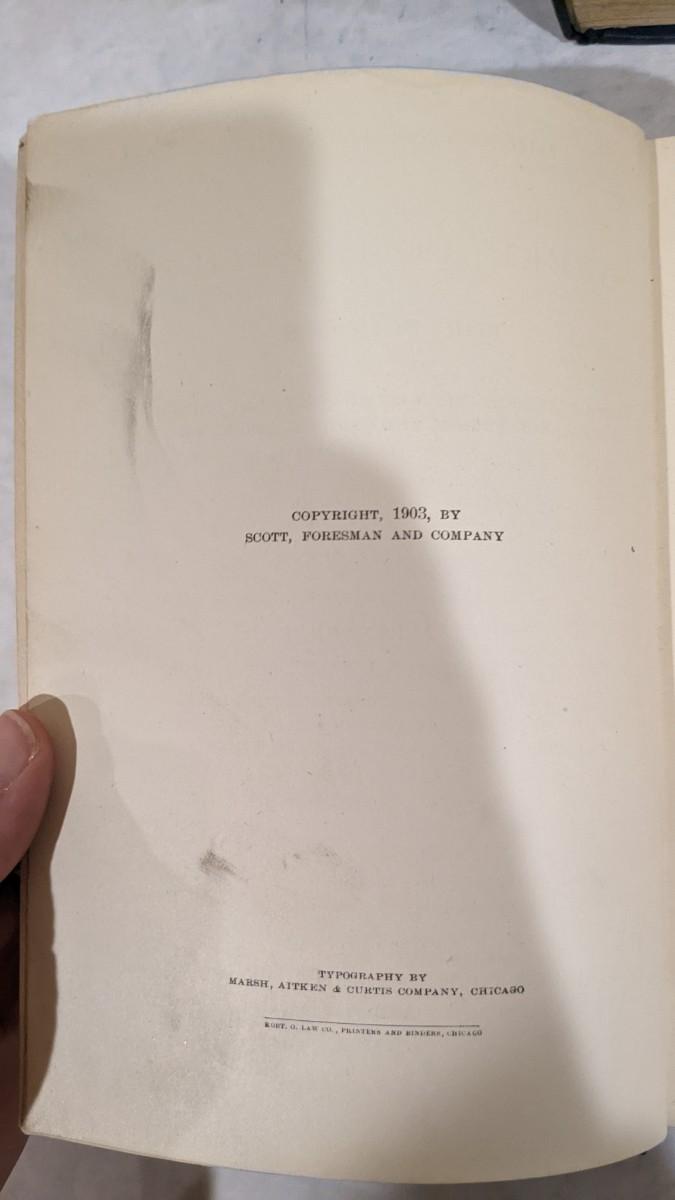 COPYRIGHT, 1903, BY
SCOTT, FORESMAN AND COMPANY
TYPOGRAPHY BY
MARSH, AITKEN & CURTIS COMPANY, CHICAGO
ROBT. O. LAW CO., PRINTERS AND BINDERS, CHICAGO